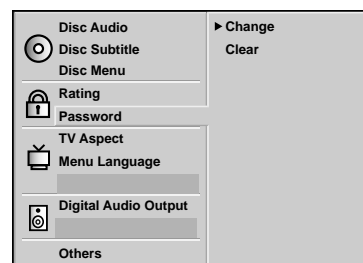 Disc Audio
Disc Subtitle
Disc Menu
Rating
Password
TV Aspect
Menu Language
Digital Audio Output
Others
Change
Clear